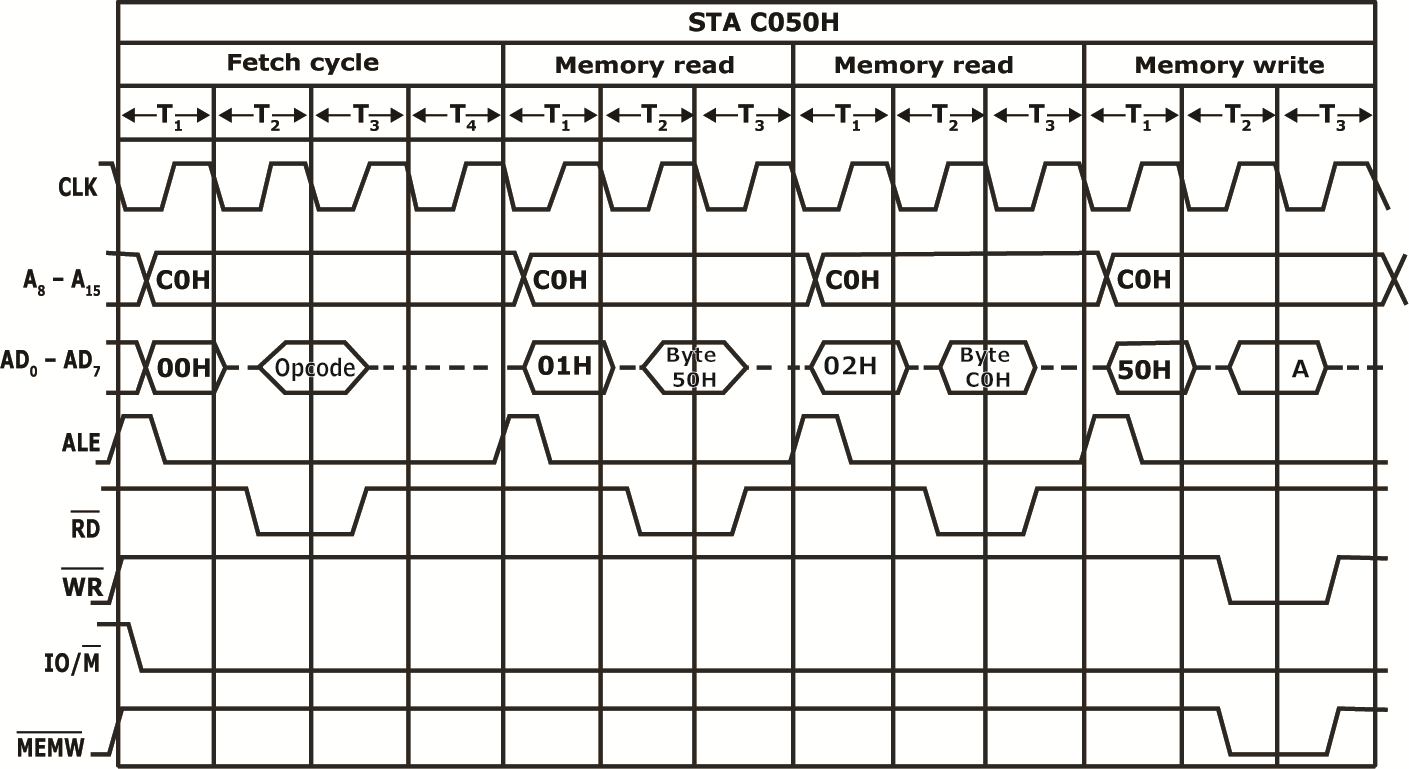 STA C050H
Fetch cycle Memory read Memory read Memory write
T1 T2 T3 T4 T1 T2 T3 T1 T2 T3 T1 T2 T3
CLK
A8 – A15 C0H C0H C0H C0H
AD0 – AD7 00H Opcode 01H Byte 50H 02H Byte C0H 50H A
ALE
RD
WR
IO/M
MEMW